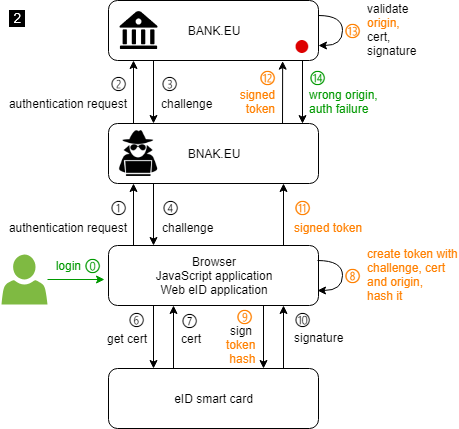 2
BANK.EU
validate
origin,
cert,
signature
⑬
② ③ ⑫ ⑭
authentication request
challenge
signed
token
wrong origin,
auth failure
BNAK.EU
① ④ ⑪
authentication request
challenge
signed token
login ⓪
Browser
JavaScript application
Web eID application
create token with
challenge, cert
and origin,
hash it
⑧
⑥ ⑦ ⑨ ⑩
get cert
cert
sign
token
hash
signature
eID smart card